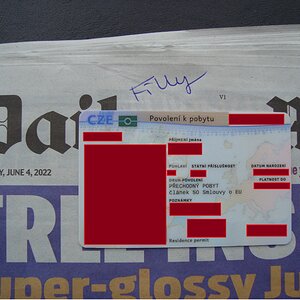 Filly
V1
Daily
CZE Povolení k pobytu
PŘÍJMENÍ JMÉNA
POHLAVÍ STÁTNÍ PŘÍSLUŠNOST DATUM NAROZENÍ
DRUH POVOLENÍ PLATNOST DO
PŘECHODNÝ POBYT
článek 50 Smlouvy o EU
POZNÁMKY
Residence permit
Y, JUNE 4, 2022
FREE INS
uper-glossy Ju